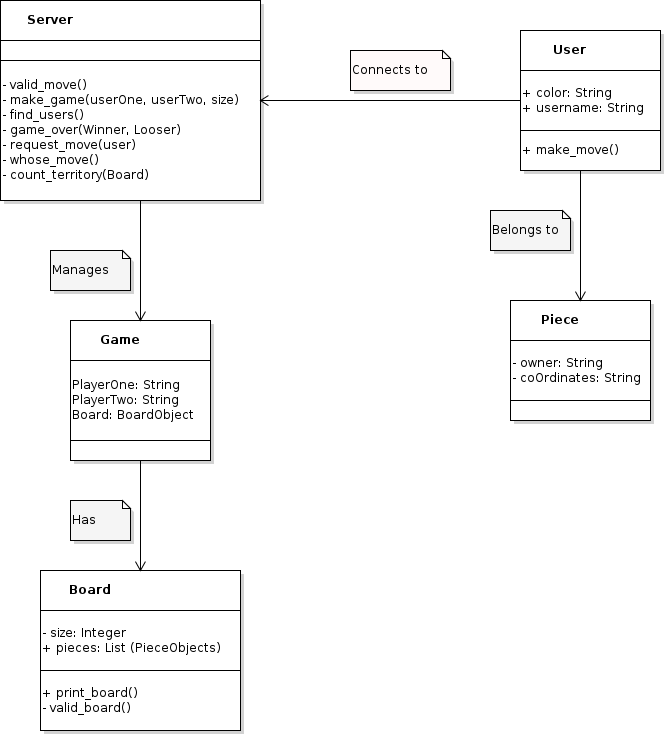 Server
- valid_move()
- make_game(userOne, userTwo, size)
- find_users()
- game_over(Winner, Looser)
- request_move(user)
- whose_move()
- count_territory(Board)
Connects to
User
+ color: String
+ username: String
+ make_move()
Manages
Belongs to
Game
PlayerOne: String
PlayerTwo: String
Board: BoardObject
Piece
- owner: String
- coOrdinates: String
Has
Board
- size: Integer
+ pieces: List (PieceObjects)
+ print_board()
- valid_board()